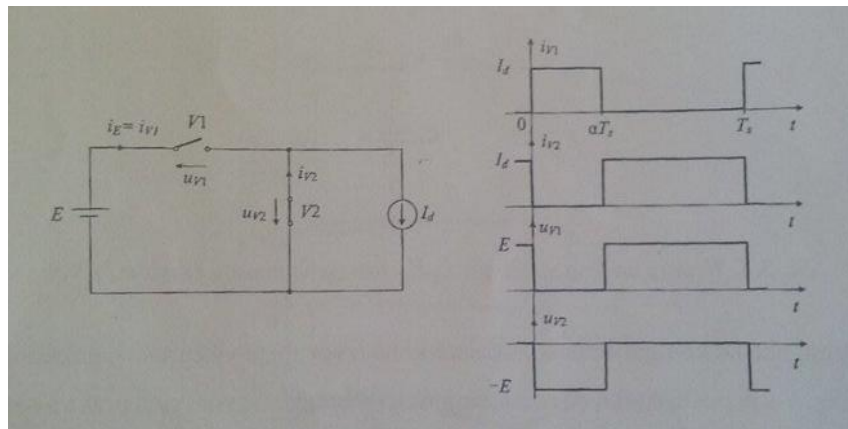 i_E = i_V1
V1
u_V1
E
i_V2
u_V2
V2
I_d
i_V1
I_d
0
αT_s
T_s
t
i_V2
I_d
t
u_V1
E
t
u_V2
t
−E